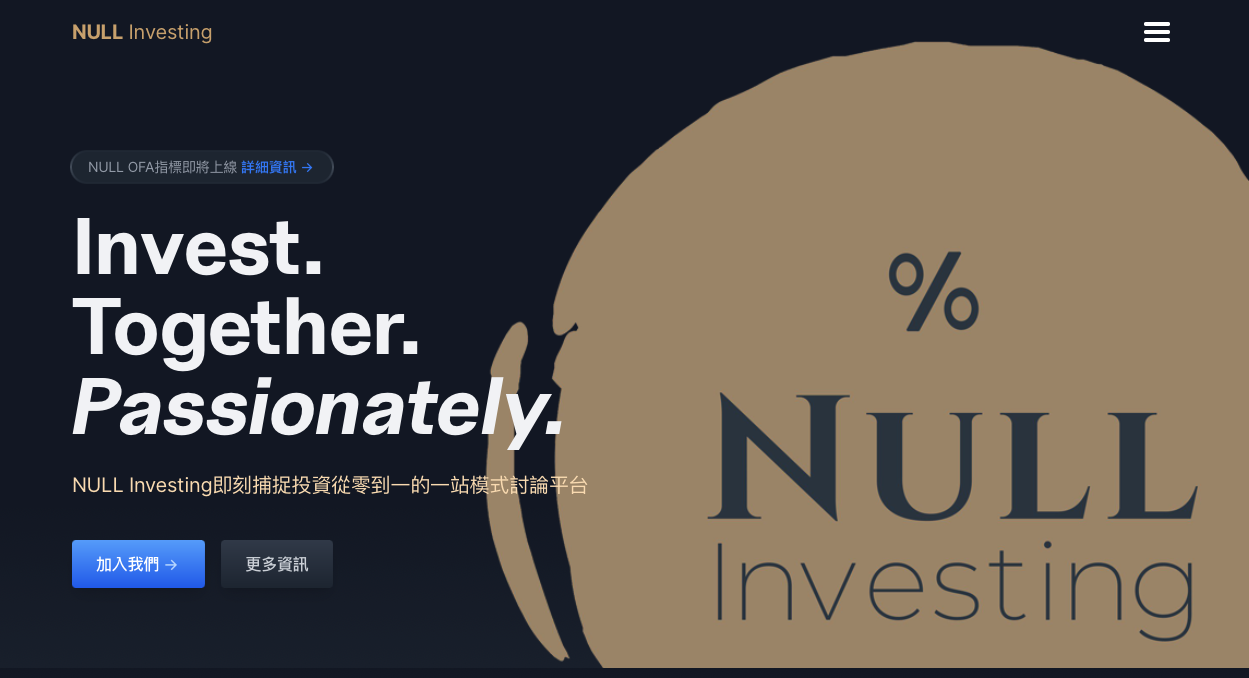 NULL Investing
NULL OFA指標即將上線 詳細資訊 →
Invest.
Together.
Passionately.
NULL Investing即刻捕捉投資從零到一的一站模式討論平台
加入我們 →
更多資訊
%
NULL
Investing